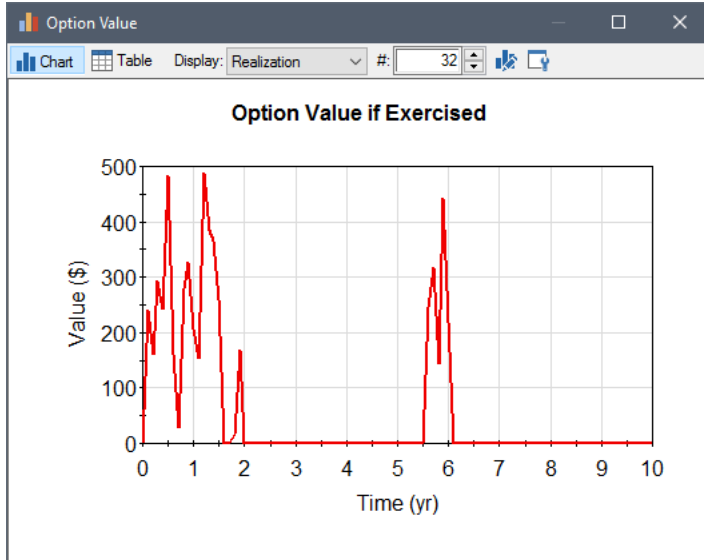 Option Value
Chart Table Display: Realization #: 32
Option Value if Exercised
500
400
300
200
100
0
Value ($)
0 1 2 3 4 5 6 7 8 9 10
Time (yr)